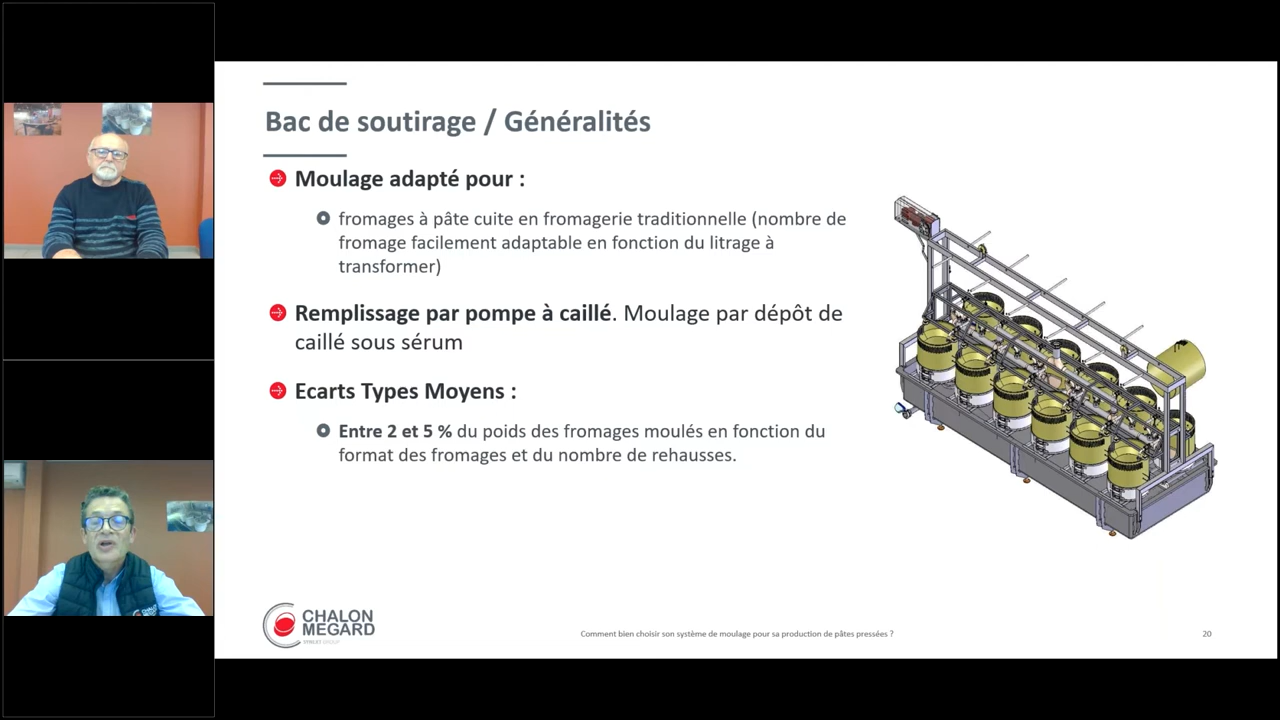 Bac de soutirage / Généralités
Moulage adapté pour :
fromages à pâte cuite en fromagerie traditionnelle (nombre de
fromage facilement adaptable en fonction du litrage à
transformer)
Remplissage par pompe à caillé. Moulage par dépôt de
caillé sous sérum
Ecarts Types Moyens :
Entre 2 et 5 % du poids des fromages moulés en fonction du
format des fromages et du nombre de rehausses.
CHALON
MEGARD
Comment bien choisir son système de moulage pour sa production de pâtes pressées ?
20